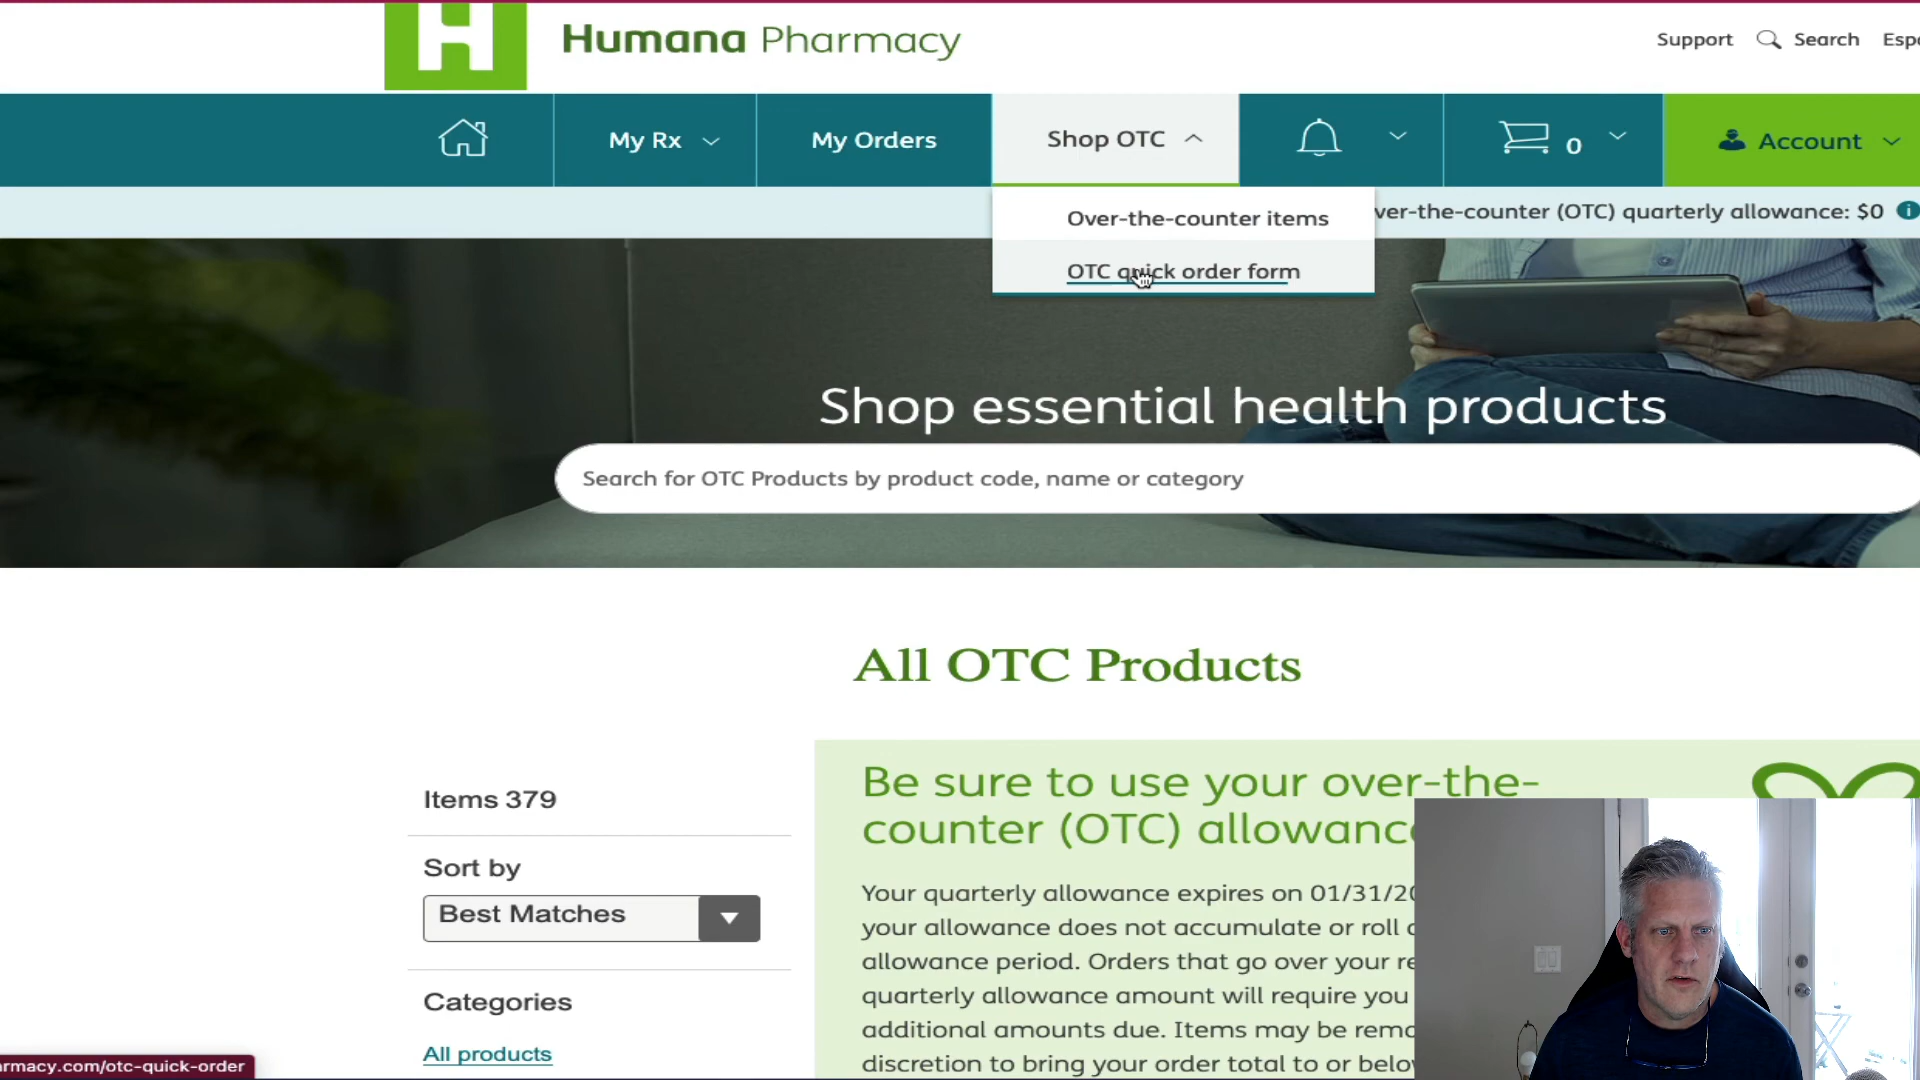 H
Humana Pharmacy
Support
Search
My Rx
My Orders
Shop OTC
0
Account
Over-the-counter items
ver-the-counter (OTC) quarterly allowance: $0
OTC quick order form
Shop essential health products
Search for OTC Products by product code, name or category
All OTC Products
Items 379
Sort by
Best Matches
Categories
All products
Be sure to use your over-the-
counter (OTC) allowanc
Your quarterly allowance expires on 01/31/20
your allowance does not accumulate or roll
allowance period. Orders that go over your re
quarterly allowance amount will require you
additional amounts due. Items may be remo
discretion to bring your order total to or belo
rmacy.com/otc-quick-order